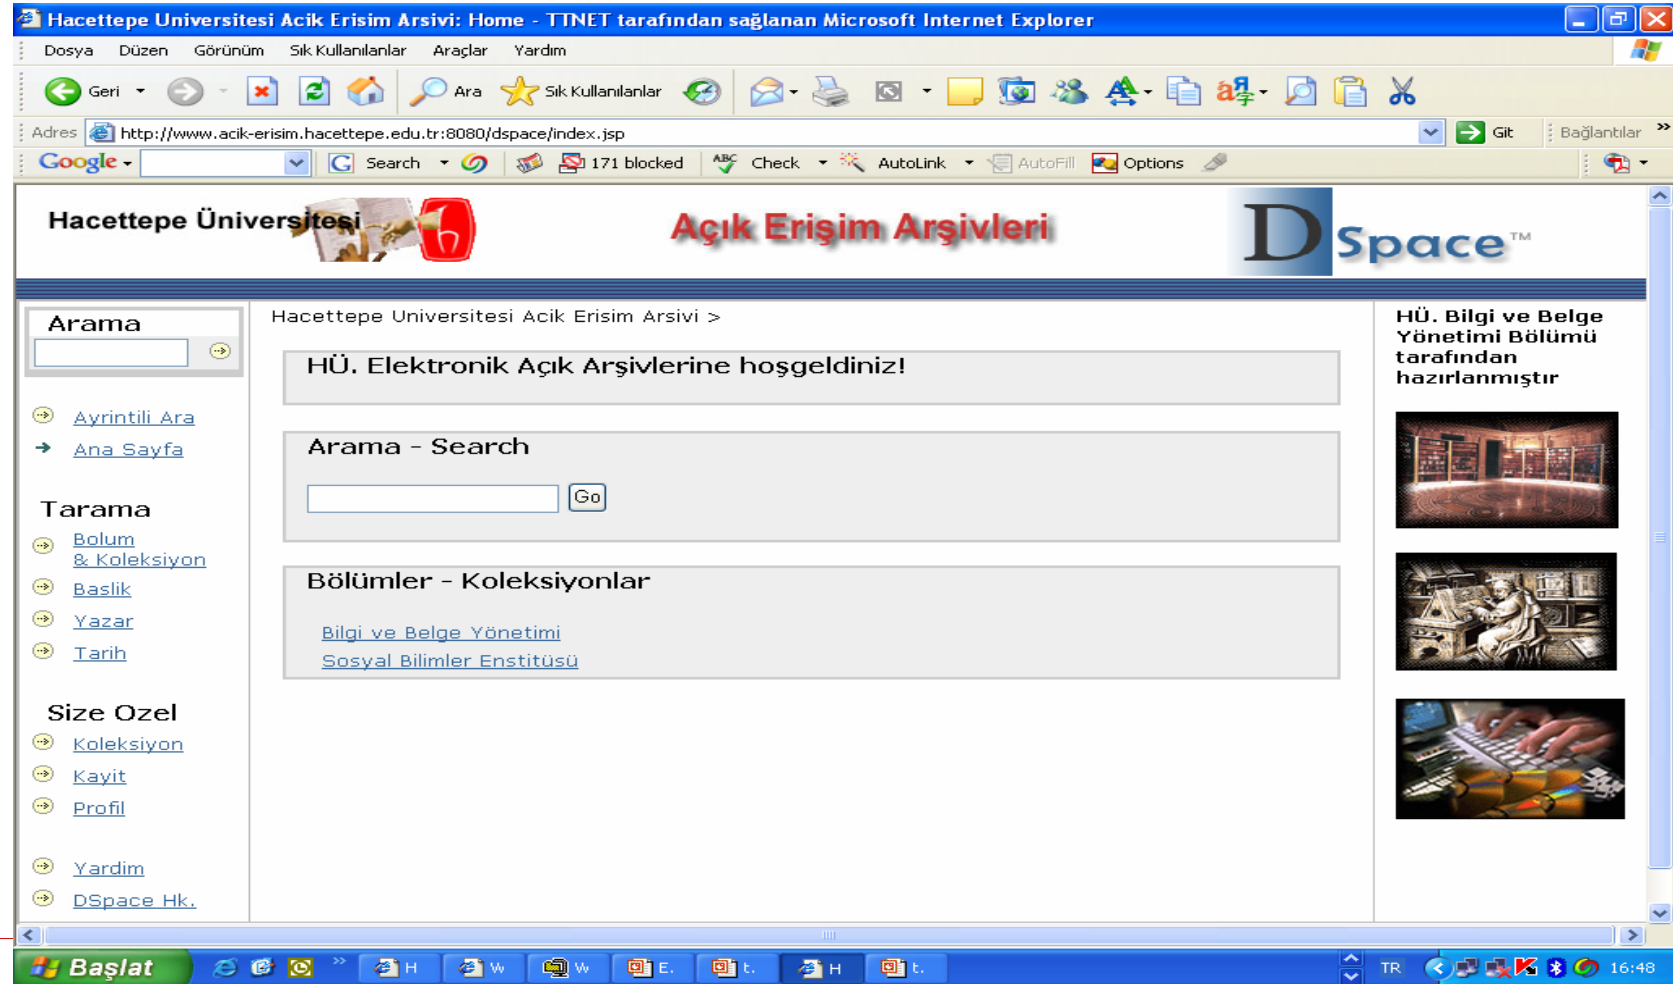 Hacettepe Universitesi Acik Erisim Arsivi: Home - TTNET tarafından sağlanan Microsoft Internet Explorer
Dosya Düzen Görünüm Sık Kullanılanlar Araçlar Yardım
Geri Ara Sık Kullanılanlar
Adres http://www.acik-erisim.hacettepe.edu.tr:8080/dspace/index.jsp Git Bağlantılar »
Google Search 171 blocked ABC Check AutoLink AutoFill Options
Hacettepe Üniversitesi Açık Erişim Arşivleri DSpace™
Arama
Ayrintili Ara
Ana Sayfa
Tarama
Bolum
& Koleksiyon
Baslik
Yazar
Tarih
Size Ozel
Koleksiyon
Kayit
Profil
Yardim
DSpace Hk.
Hacettepe Universitesi Acik Erisim Arsivi >
HÜ. Elektronik Açık Arşivlerine hoşgeldiniz!
Arama - Search
Go
Bölümler - Koleksiyonlar
Bilgi ve Belge Yönetimi
Sosyal Bilimler Enstitüsü
HÜ. Bilgi ve Belge
Yönetimi Bölümü
tarafından
hazırlanmıştır
Başlat » H W W E. t. H t. TR 16:48